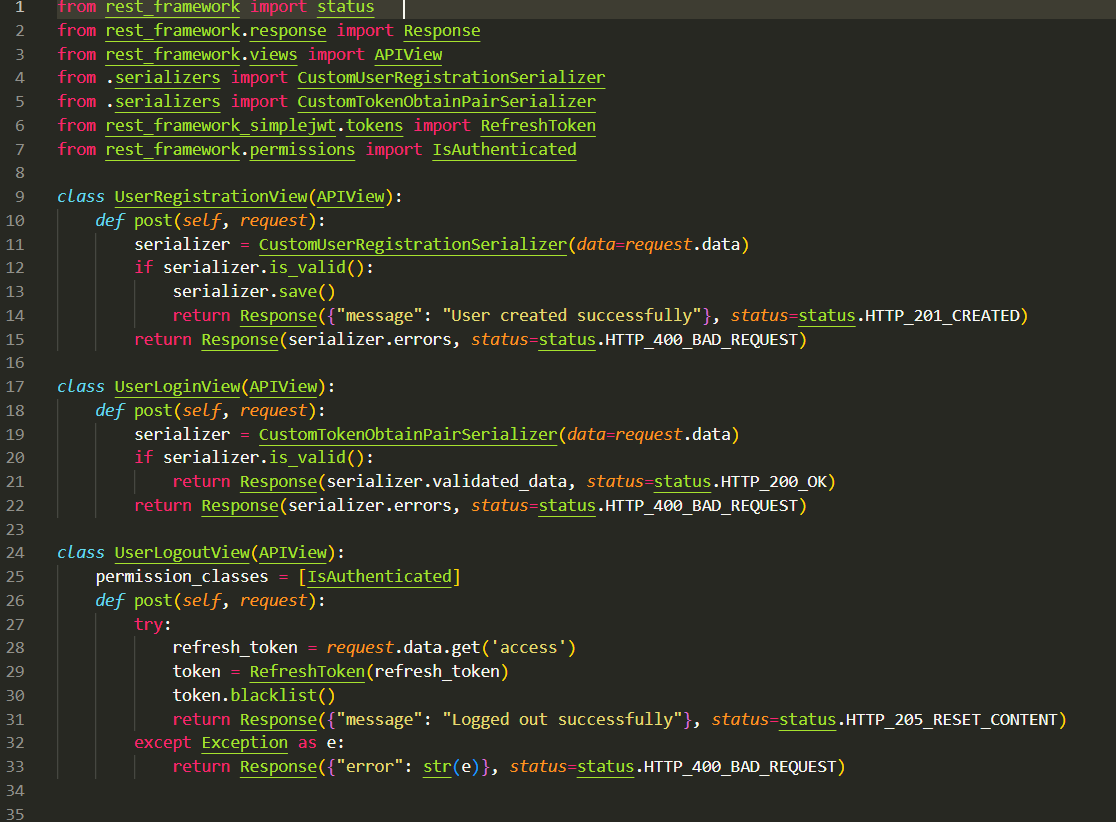 1 from rest_framework import status
2 from rest_framework.response import Response
3 from rest_framework.views import APIView
4 from .serializers import CustomUserRegistrationSerializer
5 from .serializers import CustomTokenObtainPairSerializer
6 from rest_framework_simplejwt.tokens import RefreshToken
7 from rest_framework.permissions import IsAuthenticated
8
9 class UserRegistrationView(APIView):
10     def post(self, request):
11         serializer = CustomUserRegistrationSerializer(data=request.data)
12         if serializer.is_valid():
13             serializer.save()
14             return Response({"message": "User created successfully"}, status=status.HTTP_201_CREATED)
15         return Response(serializer.errors, status=status.HTTP_400_BAD_REQUEST)
16
17 class UserLoginView(APIView):
18     def post(self, request):
19         serializer = CustomTokenObtainPairSerializer(data=request.data)
20         if serializer.is_valid():
21             return Response(serializer.validated_data, status=status.HTTP_200_OK)
22         return Response(serializer.errors, status=status.HTTP_400_BAD_REQUEST)
23
24 class UserLogoutView(APIView):
25     permission_classes = [IsAuthenticated]
26     def post(self, request):
27         try:
28             refresh_token = request.data.get('access')
29             token = RefreshToken(refresh_token)
30             token.blacklist()
31             return Response({"message": "Logged out successfully"}, status=status.HTTP_205_RESET_CONTENT)
32         except Exception as e:
33             return Response({"error": str(e)}, status=status.HTTP_400_BAD_REQUEST)
34
35